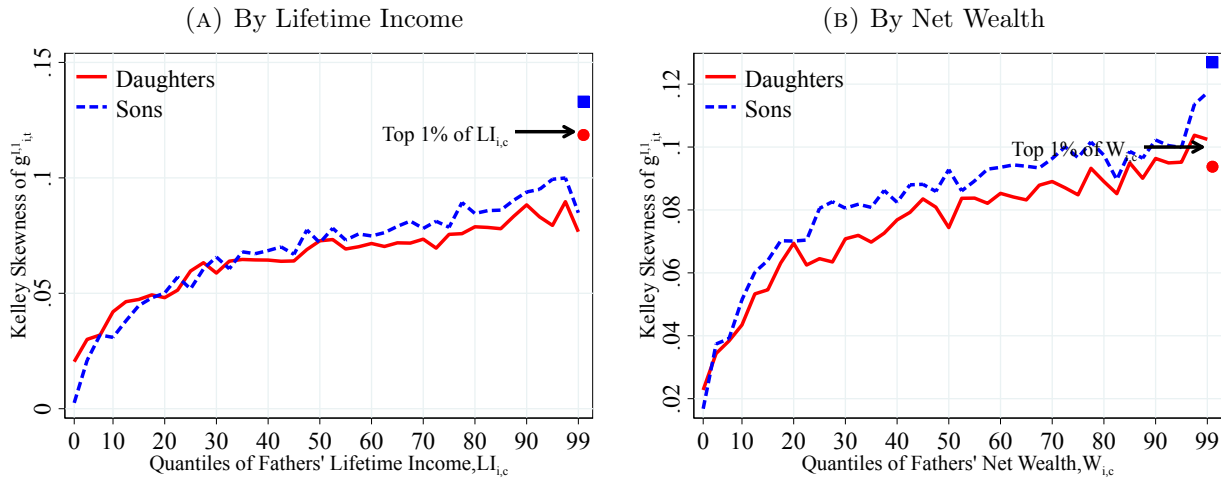 (A) By Lifetime Income
Kelley Skewness of g^{1,1}_{i,t}
.15
.1
.05
0
Daughters
Sons
Top 1% of LI_{i,c}
0 10 20 30 40 50 60 70 80 90 99
Quantiles of Fathers' Lifetime Income,LI_{i,c}
(B) By Net Wealth
Kelley Skewness of g^{1,1}_{i,t}
.12
.1
.08
.06
.04
.02
Daughters
Sons
Top 1% of W_{i,c}
0 10 20 30 40 50 60 70 80 90 99
Quantiles of Fathers' Net Wealth,W_{i,c}